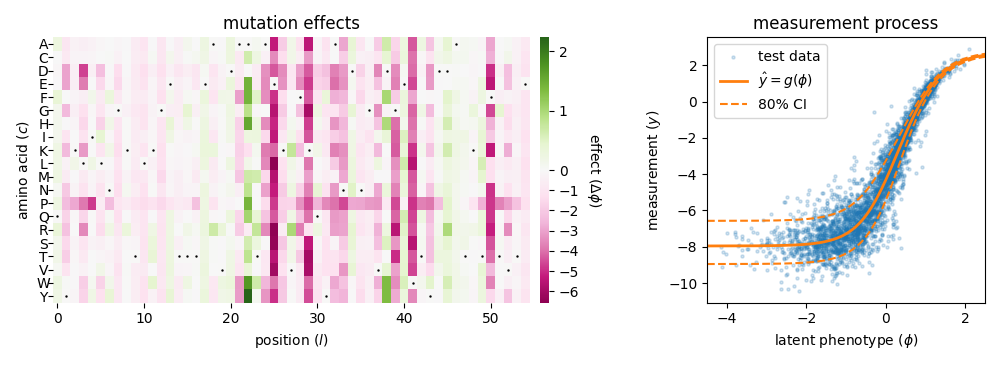 mutation effects
A
C
D
E
F
G
H
I
K
L
M
N
P
Q
R
S
T
V
W
Y
amino acid (c)
0 10 20 30 40 50
position (l)
2
1
0
−1
−2
−3
−4
−5
−6
effect (Δϕ)
measurement process
test data
ŷ = g(ϕ)
80% CI
2
0
−2
−4
−6
−8
−10
measurement (y)
−4 −2 0 2
latent phenotype (ϕ)